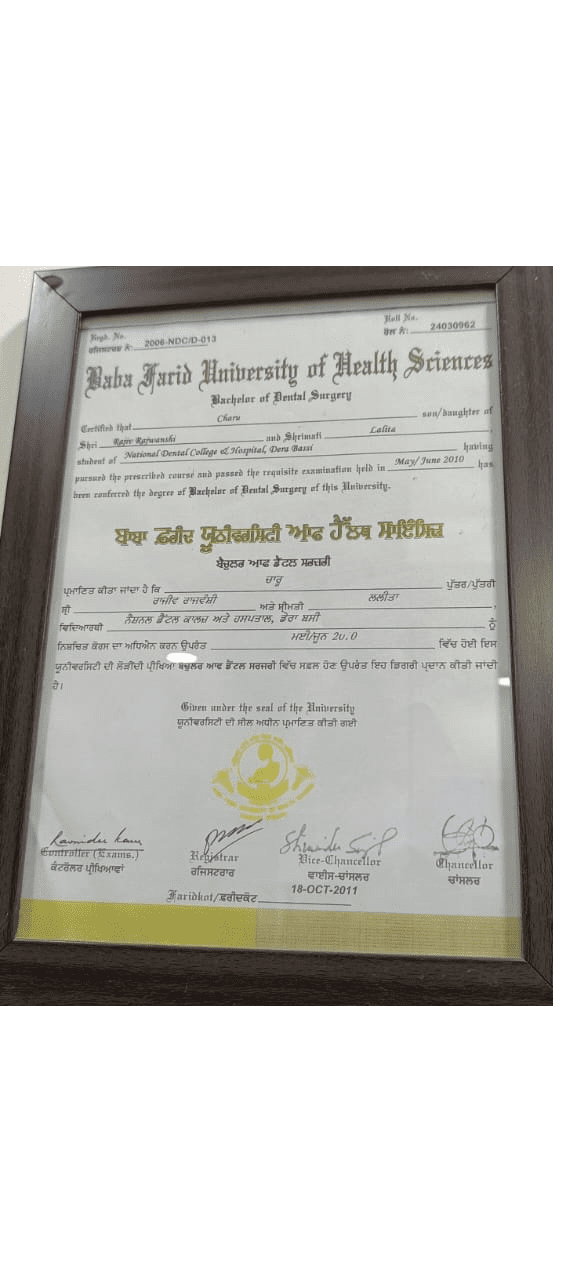 Regd. No. 2006-NDC/D-013
ਰਜਿਸਟਰਡ ਨੰ:
Roll No.
ਰੋਲ ਨੰ: 24030962
Baba Farid University of Health Sciences
Bachelor of Dental Surgery
Certified that Charu son/daughter of
Shri Rajiv Rajwanshi and Shrimati Lalita,
student of National Dental College & Hospital, Dera Bassi having
pursued the prescribed course and passed the requisite examination held in May/June 2010 has
been conferred the degree of Bachelor of Dental Surgery of this University.
ਬਾਬਾ ਫ਼ਰੀਦ ਯੂਨੀਵਰਸਿਟੀ ਆਫ ਹੈੱਲਥ ਸਾਇੰਸਿਜ਼
ਬੈਚੁਲਰ ਆਫ ਡੈਂਟਲ ਸਰਜਰੀ
ਪ੍ਰਮਾਣਿਤ ਕੀਤਾ ਜਾਂਦਾ ਹੈ ਕਿ ਚਾਰੂ ਪੁੱਤਰ/ਪੁੱਤਰੀ
ਸ਼੍ਰੀ ਰਾਜੀਵ ਰਾਜਵੰਸ਼ੀ ਅਤੇ ਸ਼੍ਰੀਮਤੀ ਲਲੀਤਾ,
ਵਿਦਿਆਰਥੀ ਨੈਸ਼ਨਲ ਡੈਂਟਲ ਕਾਲਜ ਅਤੇ ਹਸਪਤਾਲ, ਡੇਰਾ ਬਸੀ ਨੂੰ
ਨਿਸ਼ਚਿਤ ਕੋਰਸ ਦਾ ਅਧਿਐਨ ਕਰਨ ਉਪਰੰਤ ਮਈ/ਜੂਨ 2੦.0 ਵਿੱਚ ਹੋਈ ਇਸ
ਯੂਨੀਵਰਸਿਟੀ ਦੀ ਲੋੜੀਂਦੀ ਪ੍ਰੀਖਿਆ ਬੈਚੁਲਰ ਆਵ ਡੈਂਟਲ ਸਰਜਰੀ ਵਿੱਚ ਸਫ਼ਲ ਹੋਣ ਉਪਰੰਤ ਇਹ ਡਿਗਰੀ ਪ੍ਰਦਾਨ ਕੀਤੀ ਜਾਂਦੀ
ਹੈ।
Given under the seal of the University
ਯੂਨੀਵਰਸਿਟੀ ਦੀ ਸੀਲ ਅਧੀਨ ਪ੍ਰਮਾਣਿਤ ਕੀਤੀ ਗਈ
Ravinder Kaur
Controller (Exams.)
ਕੰਟਰੋਲਰ ਪ੍ਰੀਖਿਆਵਾਂ
Registrar
ਰਜਿਸਟਰਾਰ
Vice-Chancellor
ਵਾਈਸ-ਚਾਂਸਲਰ
Chancellor
ਚਾਂਸਲਰ
Faridkot/ਫ਼ਰੀਦਕੋਟ 18-OCT-2011